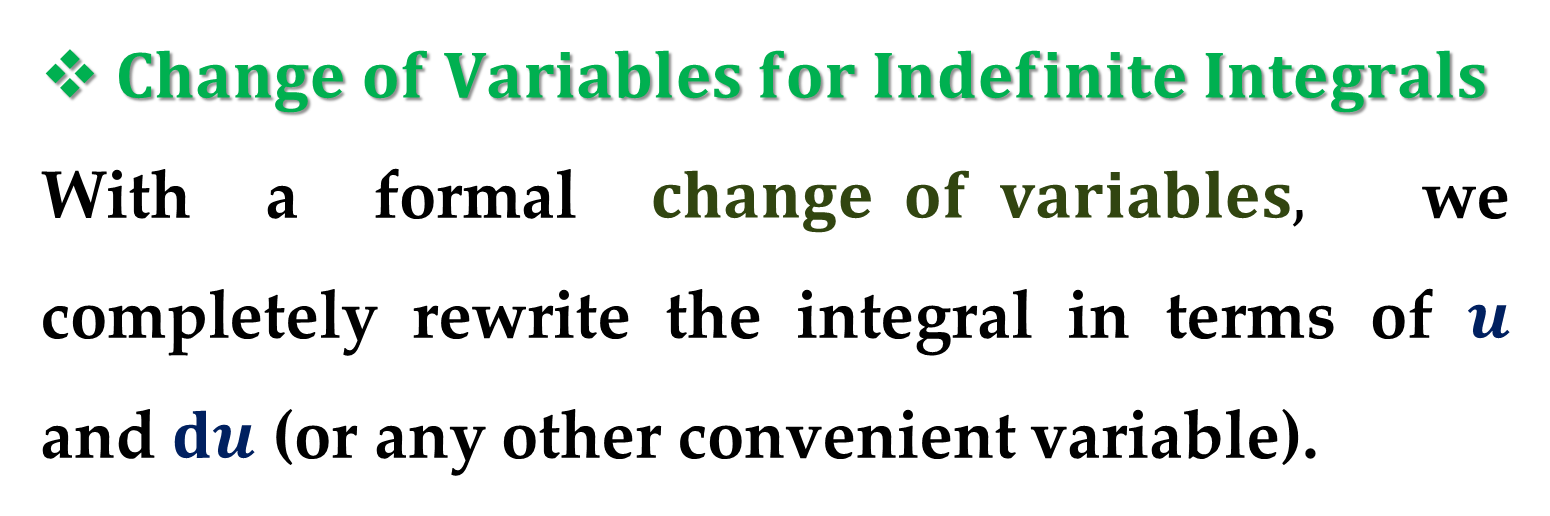 ❖ Change of Variables for Indefinite Integrals
With a formal change of variables, we
completely rewrite the integral in terms of u
and du (or any other convenient variable).